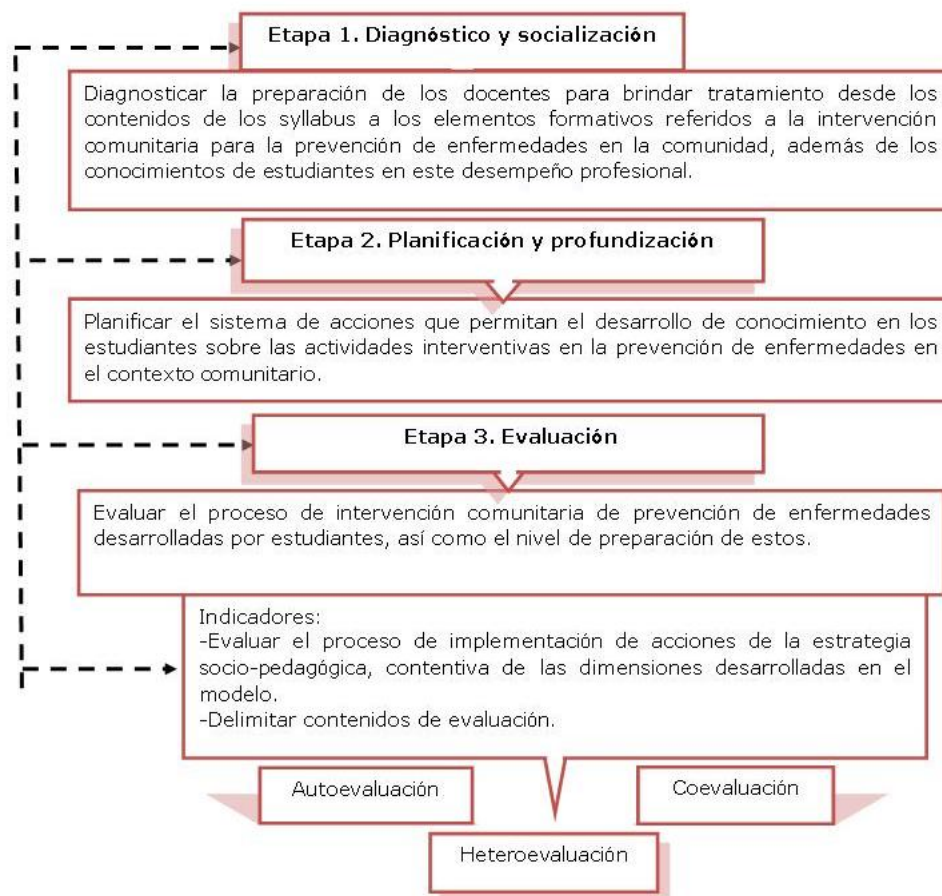 Etapa 1. Diagnóstico y socialización
Diagnosticar la preparación de los docentes para brindar tratamiento desde los
contenidos de los syllabus a los elementos formativos referidos a la intervención
comunitaria para la prevención de enfermedades en la comunidad, además de los
conocimientos de estudiantes en este desempeño profesional.
Etapa 2. Planificación y profundización
Planificar el sistema de acciones que permitan el desarrollo de conocimiento en los
estudiantes sobre las actividades interventivas en la prevención de enfermedades en
el contexto comunitario.
Etapa 3. Evaluación
Evaluar el proceso de intervención comunitaria de prevención de enfermedades
desarrolladas por estudiantes, así como el nivel de preparación de estos.
Indicadores:
-Evaluar el proceso de implementación de acciones de la estrategia
socio-pedagógica, contentiva de las dimensiones desarrolladas en el
modelo.
-Delimitar contenidos de evaluación.
Autoevaluación
Coevaluación
Heteroevaluación